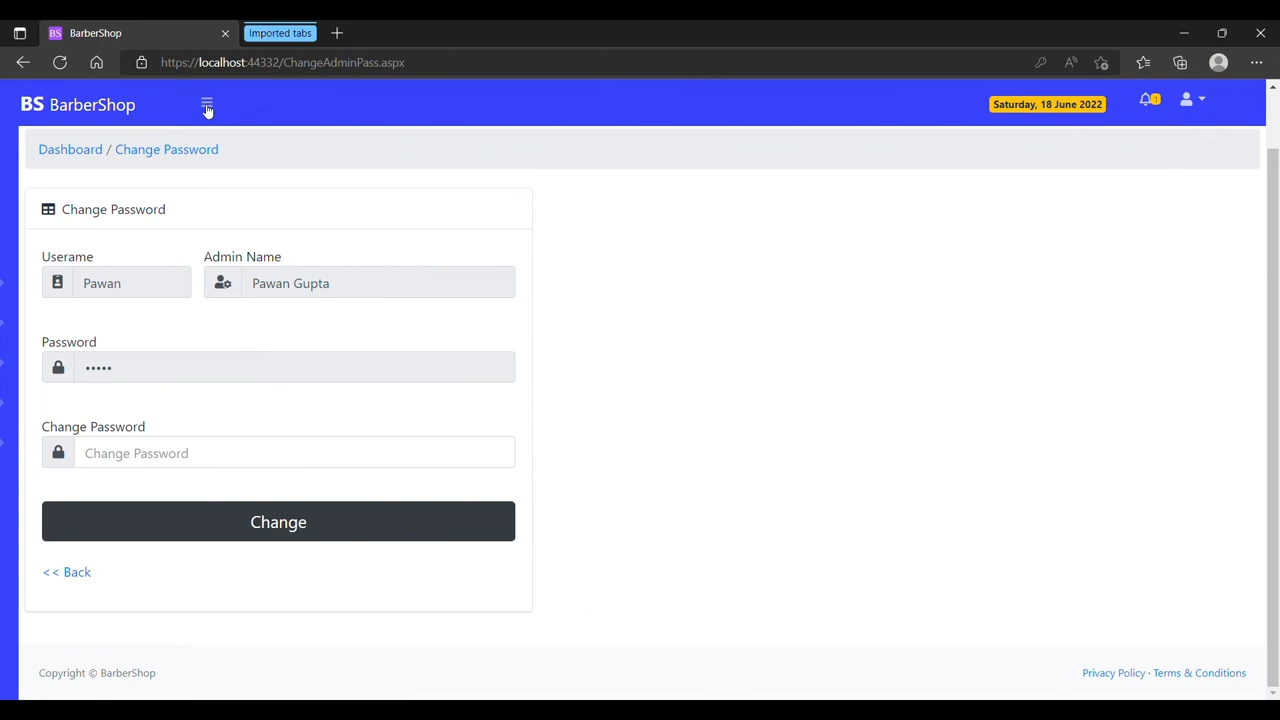 BS BarberShop
Imported tabs
https://localhost:44332/ChangeAdminPass.aspx
BS BarberShop
Saturday, 18 June 2022
1
Dashboard / Change Password
Change Password
Userame
Admin Name
Pawan
Pawan Gupta
Password
•••••
Change Password
Change Password
Change
<< Back
Copyright © BarberShop
Privacy Policy · Terms & Conditions